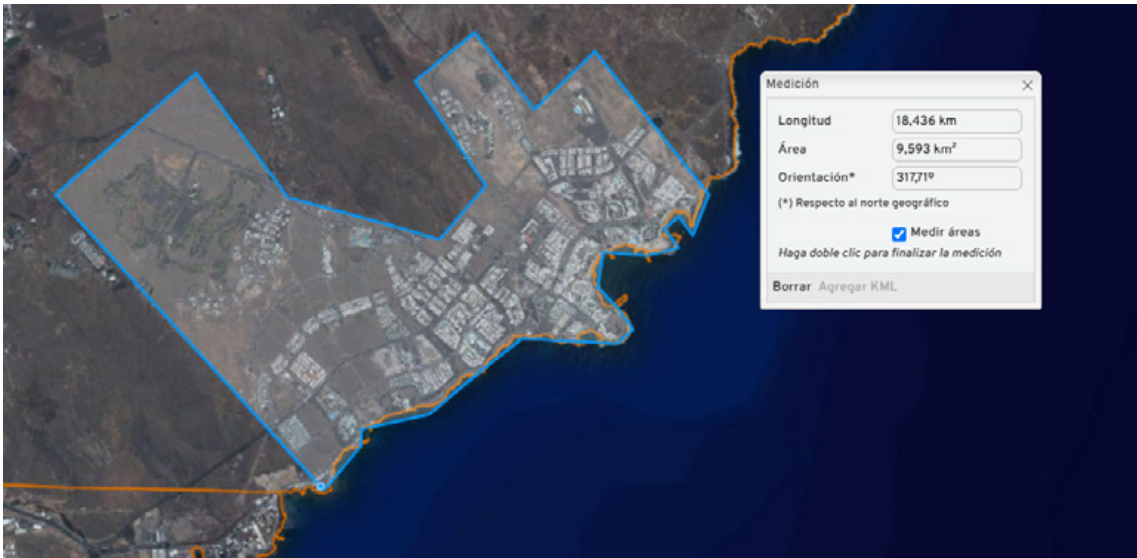 Medición
Longitud 18,436 km
Área 9,593 km²
Orientación* 317,71º
(*) Respecto al norte geográfico
Medir áreas
Haga doble clic para finalizar la medición
Borrar Agregar KML